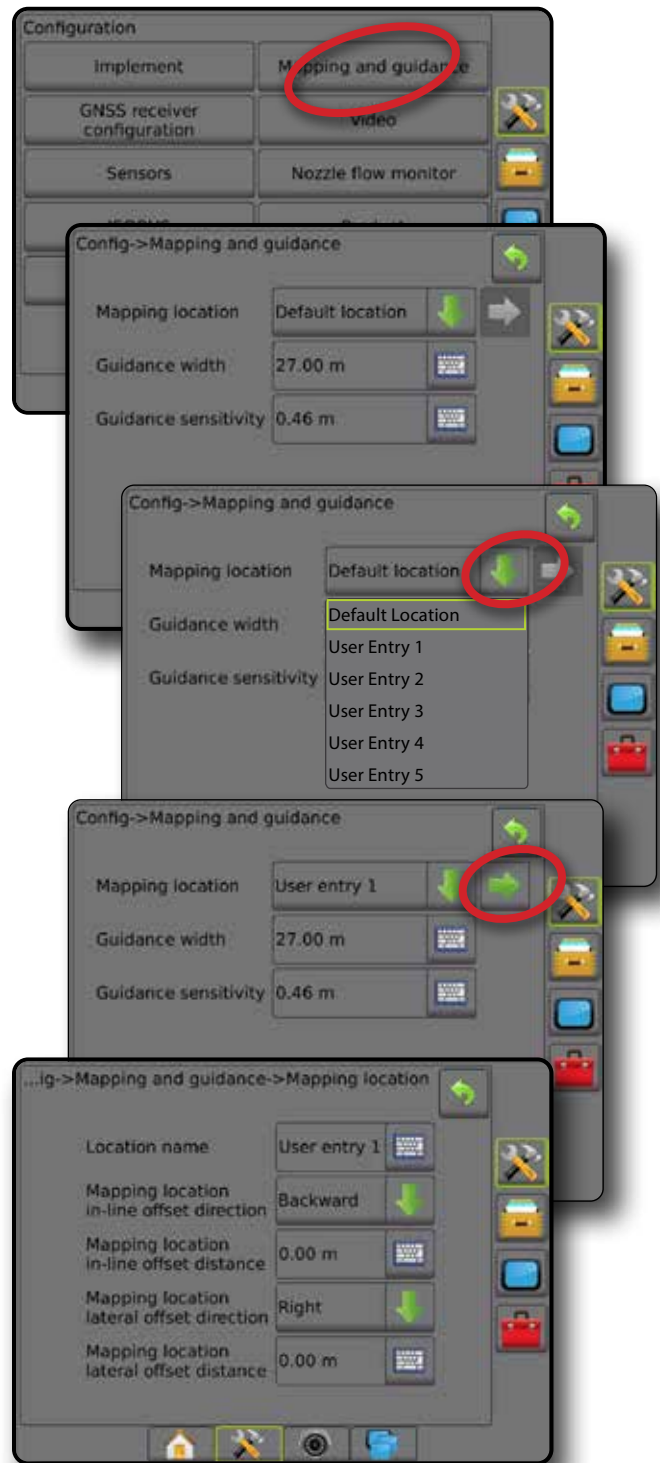 Configuration
Implement
Mapping and guidance
GNSS receiver
configuration
Video
Sensors
Nozzle flow monitor
Config->Mapping and guidance
Mapping location
Default location
Guidance width
27.00 m
Guidance sensitivity
0.46 m
Config->Mapping and guidance
Mapping location
Default location
Guidance width
Guidance sensitivity
Default Location
User Entry 1
User Entry 2
User Entry 3
User Entry 4
User Entry 5
Config->Mapping and guidance
Mapping location
User entry 1
Guidance width
27.00 m
Guidance sensitivity
0.46 m
...ig->Mapping and guidance->Mapping location
Location name
User entry 1
Mapping location
in-line offset direction
Backward
Mapping location
in-line offset distance
0.00 m
Mapping location
lateral offset direction
Right
Mapping location
lateral offset distance
0.00 m